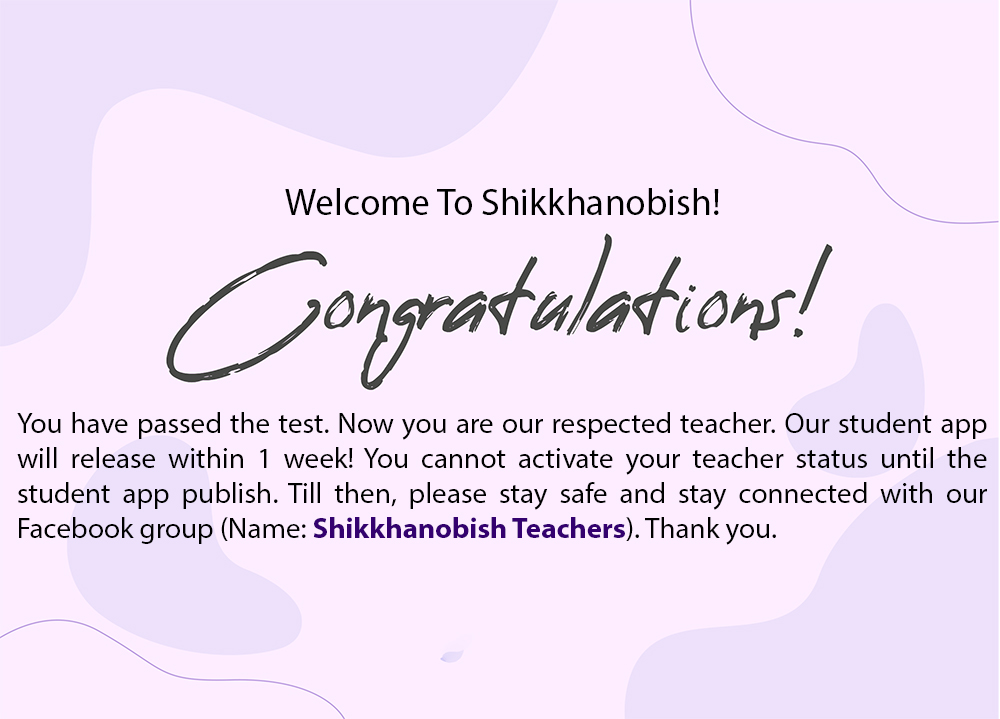 Welcome To Shikkhanobish!
Congratulations!
You have passed the test. Now you are our respected teacher. Our student app
will release within 1 week! You cannot activate your teacher status until the
student app publish. Till then, please stay safe and stay connected with our
Facebook group (Name: Shikkhanobish Teachers). Thank you.